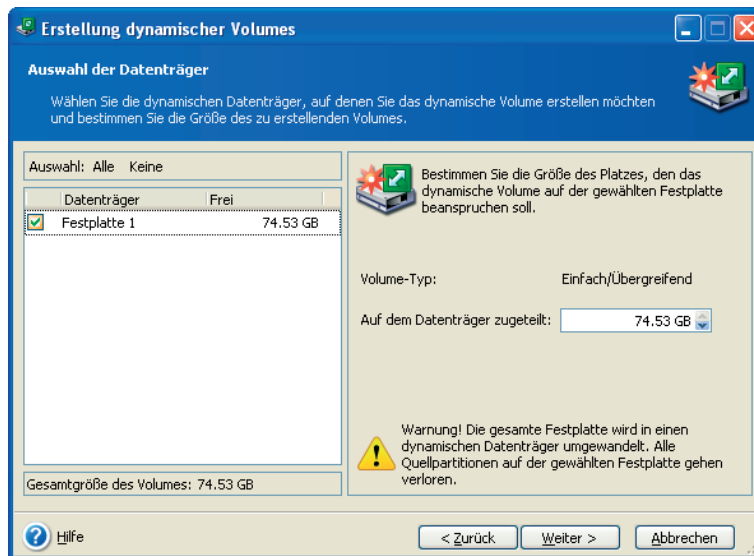 Erstellung dynamischer Volumes
Auswahl der Datenträger
Wählen Sie die dynamischen Datenträger, auf denen Sie das dynamische Volume erstellen möchten
und bestimmen Sie die Größe des zu erstellenden Volumes.
Auswahl: Alle Keine
Datenträger Frei
Festplatte 1 74.53 GB
Gesamtgröße des Volumes: 74.53 GB
Bestimmen Sie die Größe des Platzes, den das
dynamische Volume auf der gewählten Festplatte
beanspruchen soll.
Volume-Typ: Einfach/Übergreifend
Auf dem Datenträger zugeteilt: 74.53 GB
Warnung! Die gesamte Festplatte wird in einen
dynamischen Datenträger umgewandelt. Alle
Quellpartitionen auf der gewählten Festplatte gehen
verloren.
Hilfe
< Zurück Weiter > Abbrechen